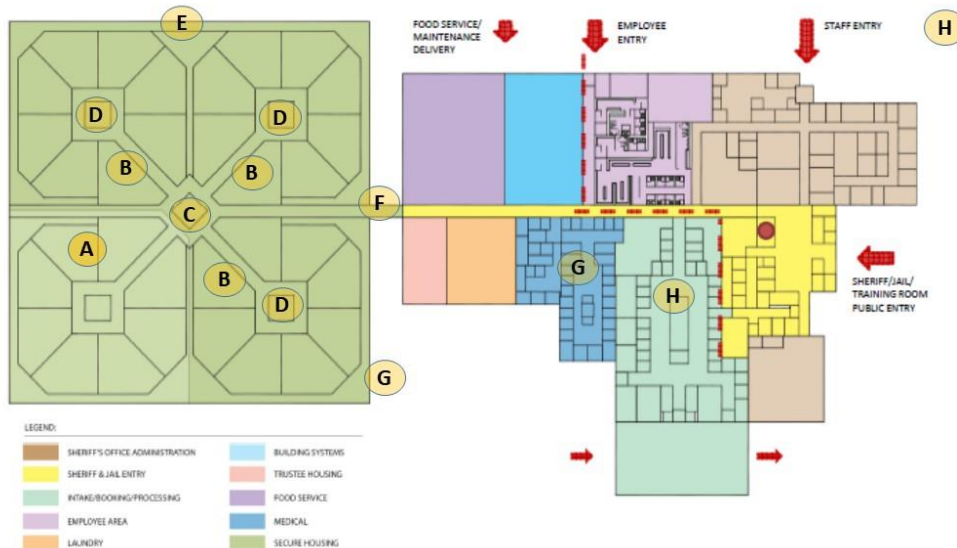 E
FOOD SERVICE/
MAINTENANCE
DELIVERY
EMPLOYEE
ENTRY
STAFF ENTRY
H
D
D
B
B
C
F
A
B
D
G
G
H
SHERIFF/JAIL/
TRAINING ROOM
PUBLIC ENTRY
LEGEND:
SHERIFF'S OFFICE ADMINISTRATION
SHERIFF & JAIL ENTRY
INTAKE/BOOKING/PROCESSING
EMPLOYEE AREA
LAUNDRY
BUILDING SYSTEMS
TRUSTEE HOUSING
FOOD SERVICE
MEDICAL
SECURE HOUSING